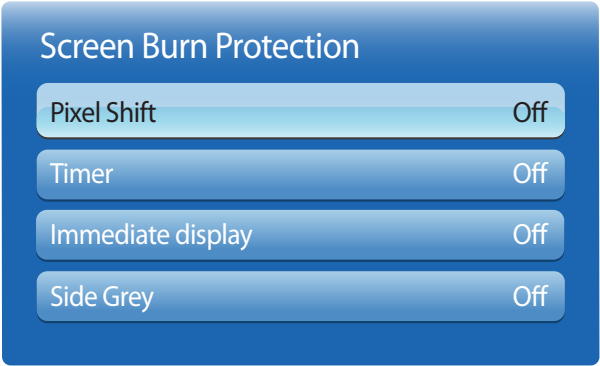 Screen Burn Protection
Pixel Shift Off
Timer Off
Immediate display Off
Side Grey Off